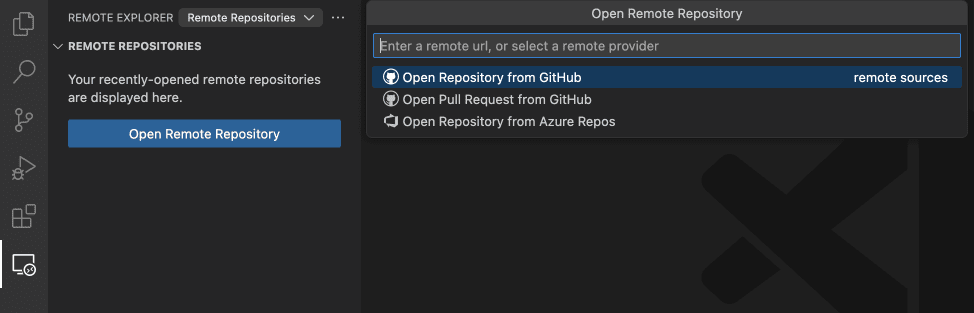 REMOTE EXPLORER
Remote Repositories
REMOTE REPOSITORIES
Your recently-opened remote repositories
are displayed here.
Open Remote Repository
Open Remote Repository
Enter a remote url, or select a remote provider
Open Repository from GitHub remote sources
Open Pull Request from GitHub
Open Repository from Azure Repos